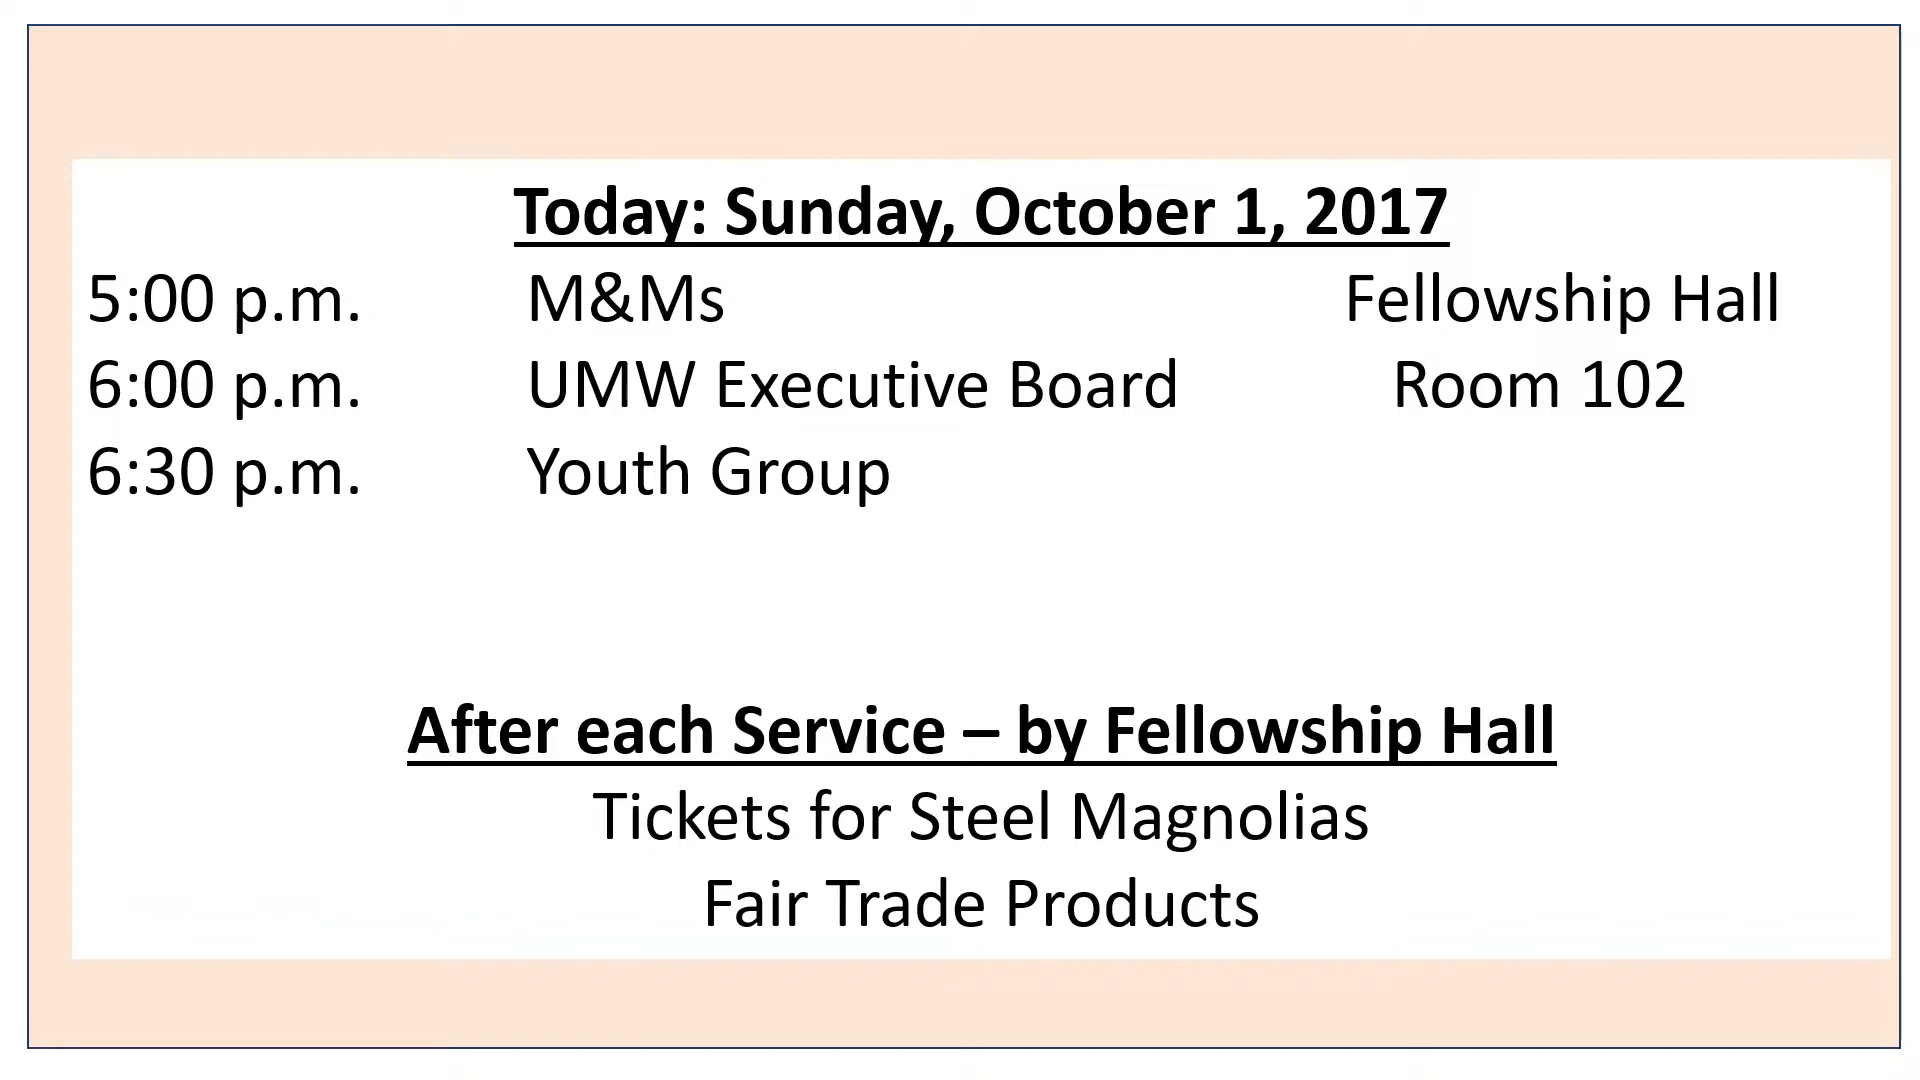 Today: Sunday, October 1, 2017
5:00 p.m. M&Ms Fellowship Hall
6:00 p.m. UMW Executive Board Room 102
6:30 p.m. Youth Group
After each Service – by Fellowship Hall
Tickets for Steel Magnolias
Fair Trade Products